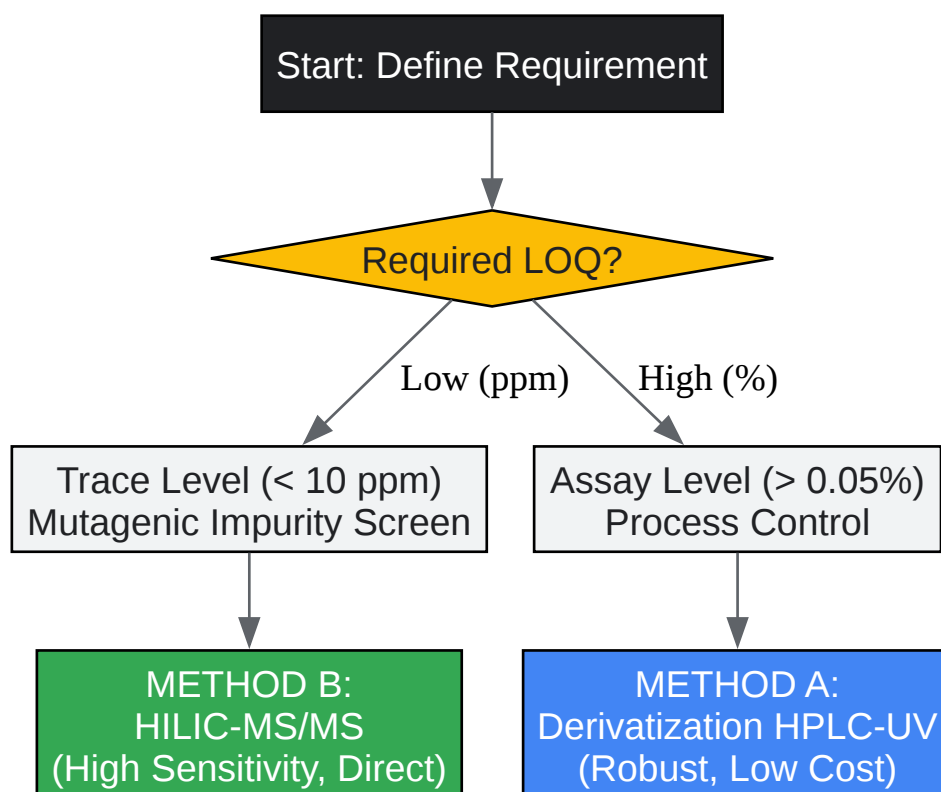 Start: Define Requirement
Required LOQ?
Low (ppm)
High (%)
Trace Level (< 10 ppm)
Mutagenic Impurity Screen
Assay Level (> 0.05%)
Process Control
METHOD B:
HILIC-MS/MS
(High Sensitivity, Direct)
METHOD A:
Derivatization HPLC-UV
(Robust, Low Cost)